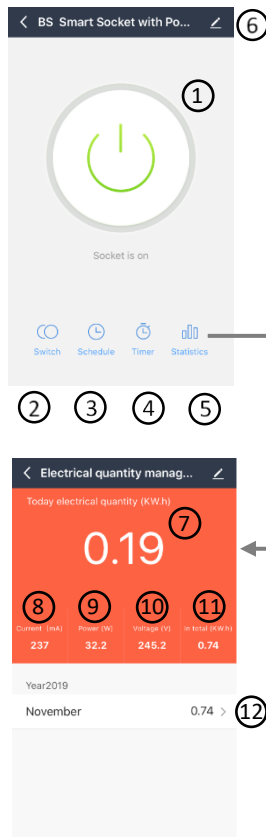 BS Smart Socket with Po...
6
1
Socket is on
Switch Schedule Timer Statistics
2 3 4 5
Electrical quantity manag...
Today electrical quantity (KW.h)
7
0.19
8 9 10 11
Current (mA) Power (W) Voltage (V) In total (KW.h)
237 32.2 245.2 0.74
Year2019
November 0.74
12